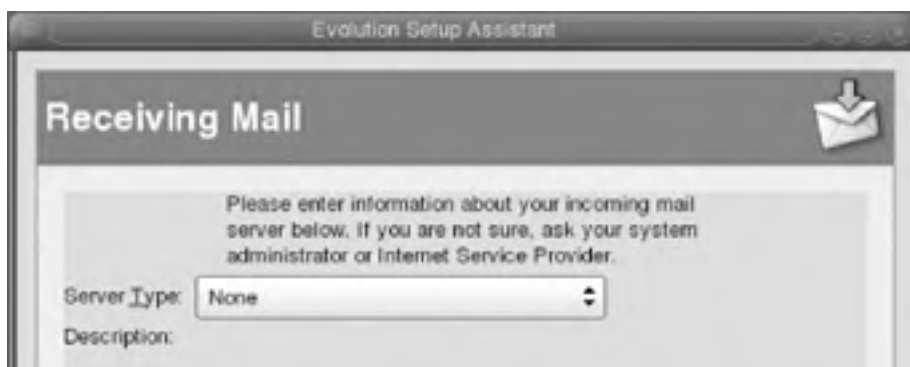 Evolution Setup Assistant
Receiving Mail
Please enter information about your incoming mail
server below. If you are not sure, ask your system
administrator or Internet Service Provider.
Server Type: None
Description: